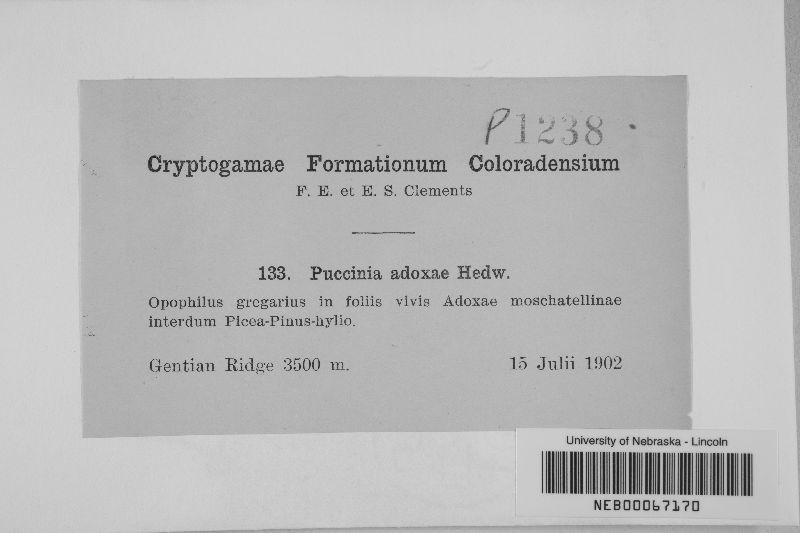 P1238
Cryptogamae Formationum Coloradensium
F. E. et E. S. Clements
133. Puccinia adoxae Hedw.
Opophilus gregarius in foliis vivis Adoxae moschatellinae
interdum Picea-Pinus-hylio.
Gentian Ridge 3500 m. 15 Julii 1902
University of Nebraska - Lincoln
NEB00067170